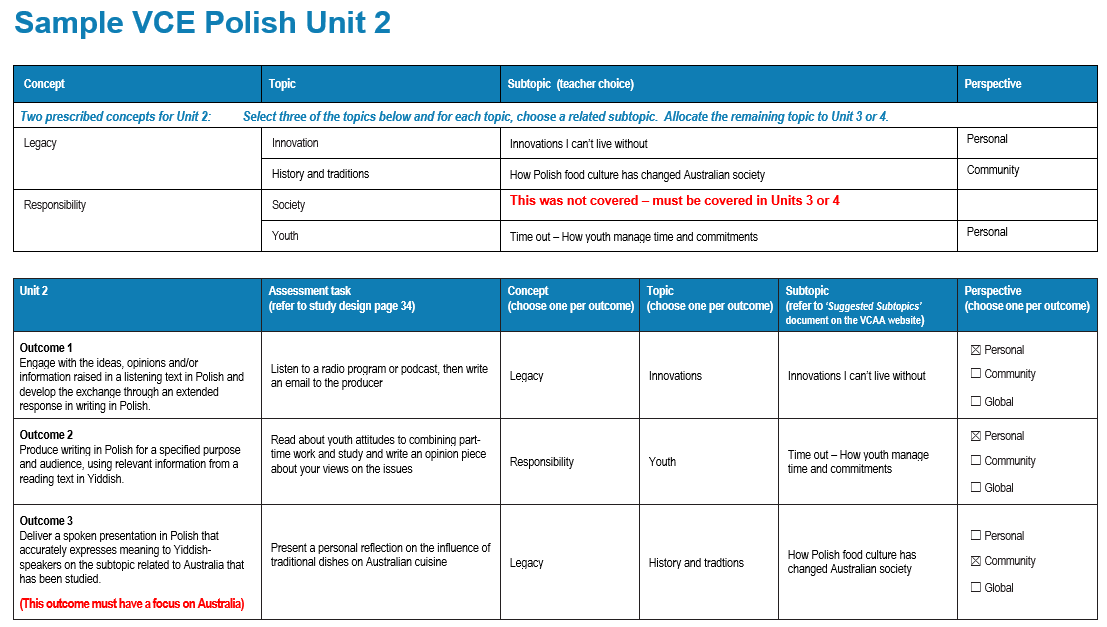 Sample VCE Polish Unit 2
Concept Topic Subtopic (teacher choice) Perspective
Two prescribed concepts for Unit 2: Select three of the topics below and for each topic, choose a related subtopic. Allocate the remaining topic to Unit 3 or 4.
Legacy Innovation Innovations I can't live without Personal
History and traditions How Polish food culture has changed Australian society Community
Responsibility Society This was not covered – must be covered in Units 3 or 4
Youth Time out – How youth manage time and commitments Personal
Unit 2
Assessment task
(refer to study design page 34)
Concept
(choose one per outcome)
Topic
(choose one per outcome)
Subtopic
(refer to 'Suggested Subtopics'
document on the VCAA website)
Perspective
(choose one per outcome)
Outcome 1
Engage with the ideas, opinions and/or
information raised in a listening text in Polish and
develop the exchange through an extended
response in writing in Polish.
Listen to a radio program or podcast, then write
an email to the producer
Legacy
Innovations
Innovations I can't live without
☒ Personal
☐ Community
☐ Global
Outcome 2
Produce writing in Polish for a specified purpose
and audience, using relevant information from a
reading text in Yiddish.
Read about youth attitudes to combining part-
time work and study and write an opinion piece
about your views on the issues
Responsibility
Youth
Time out – How youth manage
time and commitments
☒ Personal
☐ Community
☐ Global
Outcome 3
Deliver a spoken presentation in Polish that
accurately expresses meaning to Yiddish-
speakers on the subtopic related to Australia that
has been studied.
(This outcome must have a focus on Australia)
Present a personal reflection on the influence of
traditional dishes on Australian cuisine
Legacy
History and tradtions
How Polish food culture has
changed Australian society
☐ Personal
☒ Community
☐ Global